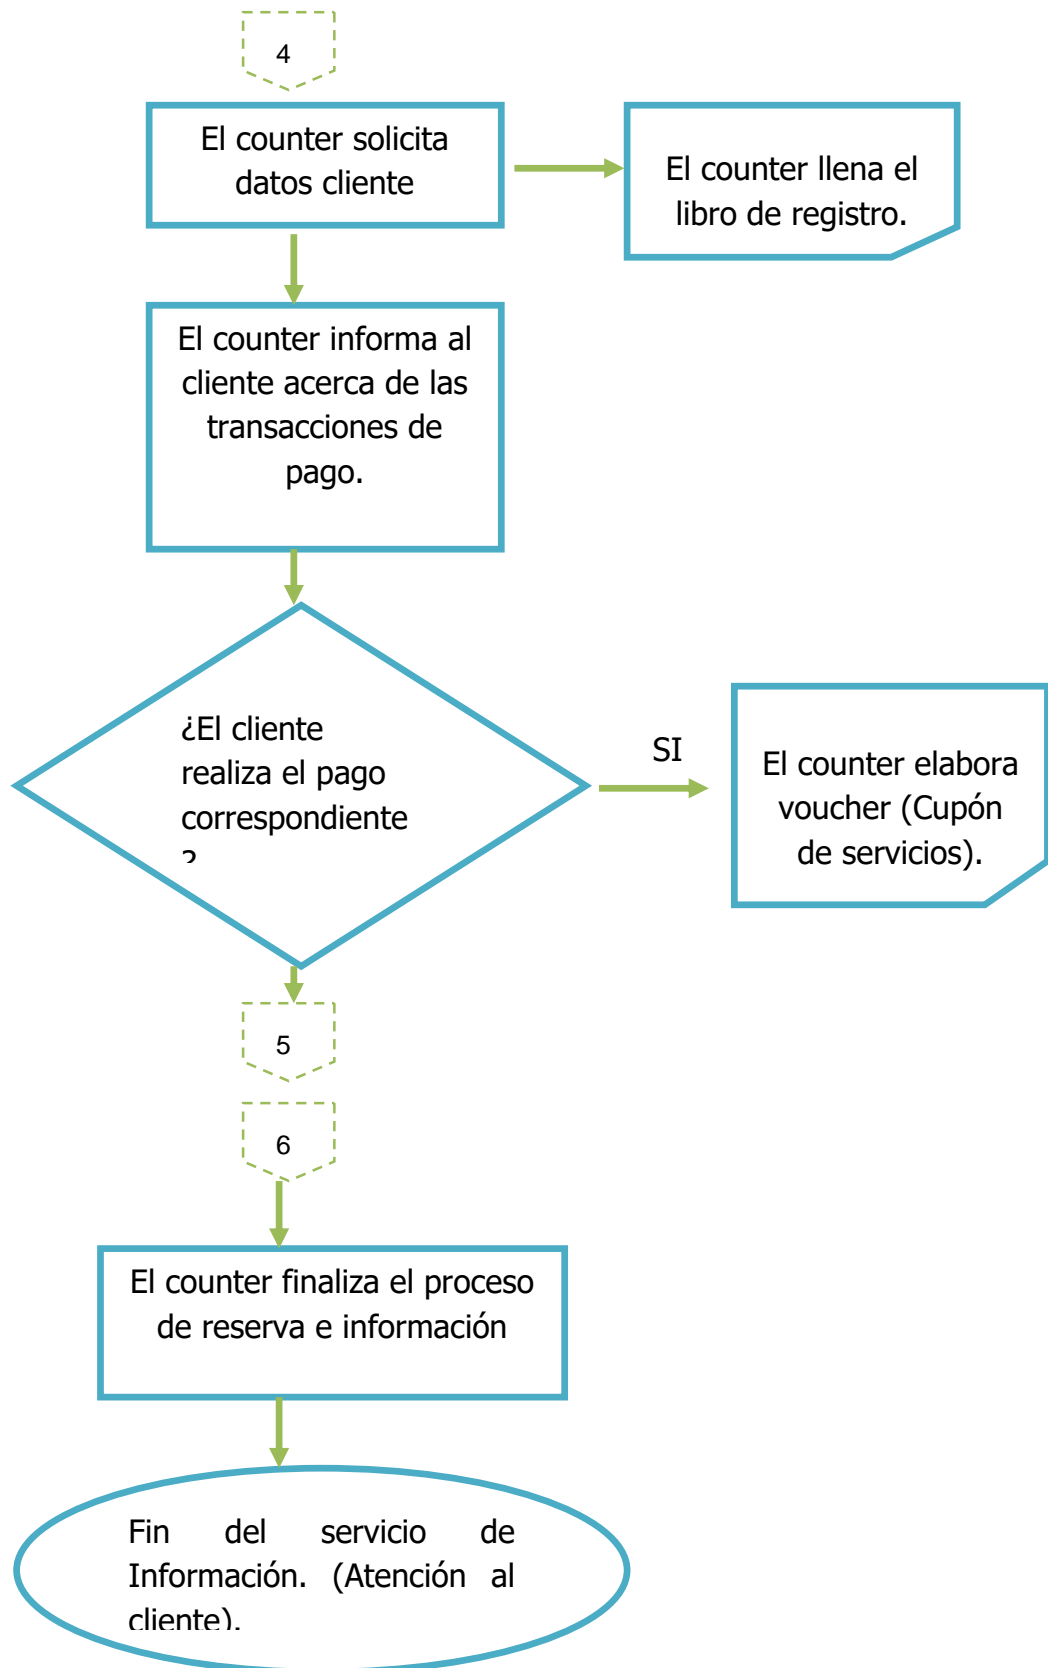 4
El counter solicita
datos cliente
El counter llena el
libro de registro.
El counter informa al
cliente acerca de las
transacciones de
pago.
¿El cliente
realiza el pago
correspondiente
?
SI
El counter elabora
voucher (Cupón
de servicios).
5
6
El counter finaliza el proceso
de reserva e información
Fin del servicio de
Información. (Atención al
cliente).